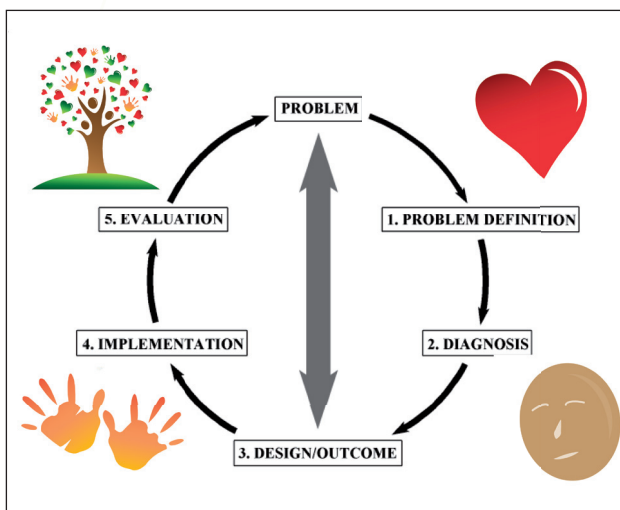 PROBLEM
1. PROBLEM DEFINITION
2. DIAGNOSIS
3. DESIGN/OUTCOME
4. IMPLEMENTATION
5. EVALUATION